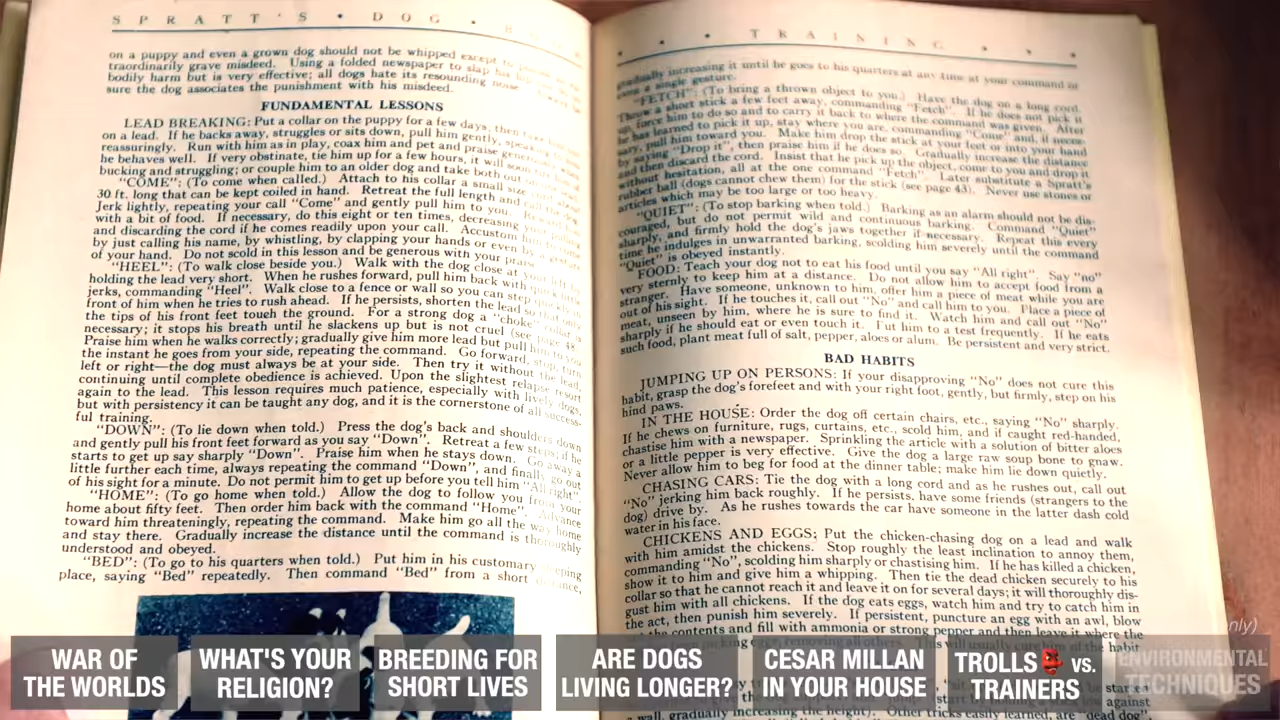 SPRATT'S • DOG •
on a puppy and even a grown dog should not be whipped except
traordinarily grave misdeed. Using a folded newspaper to slap
bodily harm but is very effective; all dogs hate its resounding noise
sure the dog associates the punishment with his misdeed.
FUNDAMENTAL LESSONS
LEAD BREAKING: Put a collar on the puppy for a few days, then
on a lead. If he backs away, struggles or sits down, pull him gently, speak
reassuringly. Run with him as in play, coax him and pet and praise
he behaves well. If very obstinate, tie him up for a few hours, it will soon
bucking and struggling; or couple him to an older dog and take both out
"COME": (To come when called.) Attach to his collar a small size
30 ft. long that can be kept coiled in hand. Retreat the full length and
Jerk lightly, repeating your call "Come" and gently pull him to you.
with a bit of food. If necessary, do this eight or ten times, decreasing
and discarding the cord if he comes readily upon your call. Accustom him
by just calling his name, by whistling, by clapping your hands or even by a
of your hand. Do not scold in this lesson and be generous with your praise
"HEEL": (To walk close beside you.) Walk with the dog close at
holding the lead very short. When he rushes forward, pull him back with quick
jerks, commanding "Heel". Walk close to a fence or wall so you can step
front of him when he tries to rush ahead. If he persists, shorten the lead so that only
the tips of his front feet touch the ground. For a strong dog a "choke" collar
necessary; it stops his breath until he slackens up but is not cruel (see page 48.
Praise him when he walks correctly; gradually give him more lead but pull him to you
the instant he goes from your side, repeating the command. Go forward, stop, turn
left or right—the dog must always be at your side. Then try it without the lead,
continuing until complete obedience is achieved. Upon the slightest relapse resort
again to the lead. This lesson requires much patience, especially with lively dogs,
but with persistency it can be taught any dog, and it is the cornerstone of all success-
ful training.
"DOWN": (To lie down when told.) Press the dog's back and shoulders down
and gently pull his front feet forward as you say "Down". Retreat a few steps; if he
starts to get up say sharply "Down". Praise him when he stays down. Go away a
little further each time, always repeating the command "Down", and finally go out
of his sight for a minute. Do not permit him to get up before you tell him "All right".
"HOME": (To go home when told.) Allow the dog to follow you from your
home about fifty feet. Then order him back with the command "Home". Advance
toward him threateningly, repeating the command. Make him go all the way home
and stay there. Gradually increase the distance until the command is thoroughly
understood and obeyed.
"BED": (To go to his quarters when told.) Put him in his customary sleeping
place, saying "Bed" repeatedly. Then command "Bed" from a short distance,
• • TRAINING • • •
gradually increasing it until he goes to his quarters at any time at your command or
upon a single gesture.
"FETCH": (To bring a thrown object to you.) Have the dog on a long cord.
Throw a short stick a few feet away, commanding "Fetch". If he does not pick it
up, force him to do so and to carry it back to where the command was given. After
he has learned to pick it up, stay where you are, commanding "Come" and, if neces-
sary, pull him toward you. Make him drop the stick at your feet or into your hand
by saying "Drop it", then praise him if he does so. Gradually increase the distance
and then discard the cord. Insist that he pick up the object, come to you and drop it
without hesitation, all at the one command "Fetch". Later substitute a Spratt's
rubber ball (dogs cannot chew them) for the stick (see page 43). Never use stones or
articles which may be too large or too heavy.
"QUIET": (To stop barking when told.) Barking as an alarm should not be dis-
couraged, but do not permit wild and continuous barking. Command "Quiet"
sharply, and firmly hold the dog's jaws together if necessary. Repeat this every
time he indulges in unwarranted barking, scolding him severely until the command
"Quiet" is obeyed instantly.
FOOD: Teach your dog not to eat his food until you say "All right". Say "no"
very sternly to keep him at a distance. Do not allow him to accept food from a
stranger. Have someone, unknown to him, offer him a piece of meat while you are
out of his sight. If he touches it, call out "No" and call him to you. Place a piece of
meat, unseen by him, where he is sure to find it. Watch him and call out "No"
sharply if he should eat or even touch it. Put him to a test frequently. If he eats
such food, plant meat full of salt, pepper, aloes or alum. Be persistent and very strict.
BAD HABITS
JUMPING UP ON PERSONS: If your disapproving "No" does not cure this
habit, grasp the dog's forefeet and with your right foot, gently, but firmly, step on his
hind paws.
IN THE HOUSE: Order the dog off certain chairs, etc., saying "No" sharply.
If he chews on furniture, rugs, curtains, etc., scold him, and if caught red-handed,
chastise him with a newspaper. Sprinkling the article with a solution of bitter aloes
or a little pepper is very effective. Give the dog a large raw soup bone to gnaw.
Never allow him to beg for food at the dinner table; make him lie down quietly.
CHASING CARS: Tie the dog with a long cord and as he rushes out, call out
"No" jerking him back roughly. If he persists, have some friends (strangers to the
dog) drive by. As he rushes towards the car have someone in the latter dash cold
water in his face.
CHICKENS AND EGGS: Put the chicken-chasing dog on a lead and walk
with him amidst the chickens. Stop roughly the least inclination to annoy them,
commanding "No", scolding him sharply or chastising him. If he has killed a chicken,
show it to him and give him a whipping. Then tie the dead chicken securely to his
collar so that he cannot reach it and leave it on for several days; it will thoroughly dis-
gust him with all chickens. If the dog eats eggs, watch him and try to catch him in
the act, then punish him severely. If persistent, puncture an egg with an awl, blow
the contents and fill with ammonia or strong pepper and then leave it where the
egg, removing all others. This will usually cure the habit
a wall, gradually increasing the height). Other tricks easily learned, are "dead dog",
only)
WAR OF
THE WORLDS
WHAT'S YOUR
RELIGION?
BREEDING FOR
SHORT LIVES
ARE DOGS
LIVING LONGER?
CESAR MILLAN
IN YOUR HOUSE
TROLLS vs.
TRAINERS
ENVIRONMENTAL
TECHNIQUES